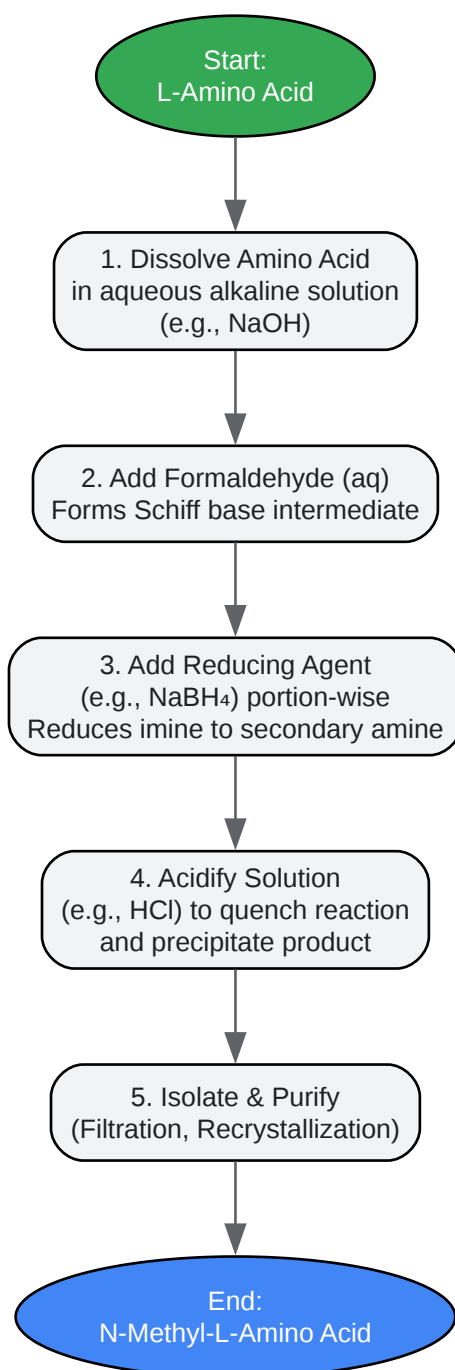 Start:
L-Amino Acid
1. Dissolve Amino Acid
in aqueous alkaline solution
(e.g., NaOH)
2. Add Formaldehyde (aq)
Forms Schiff base intermediate
3. Add Reducing Agent
(e.g., NaBH₄) portion-wise
Reduces imine to secondary amine
4. Acidify Solution
(e.g., HCl) to quench reaction
and precipitate product
5. Isolate & Purify
(Filtration, Recrystallization)
End:
N-Methyl-L-Amino Acid